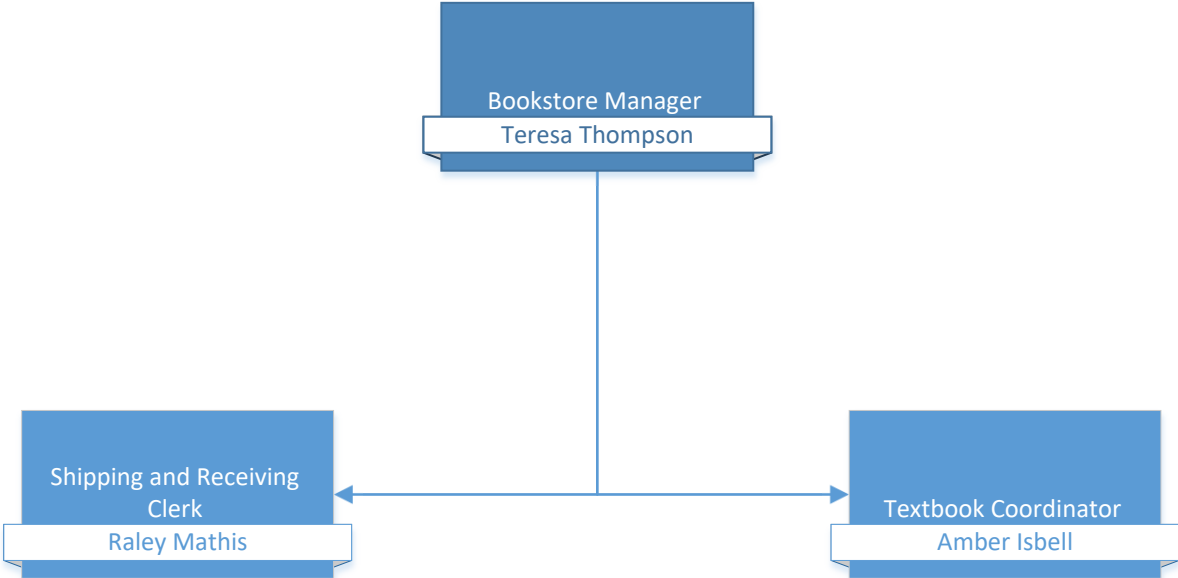 Bookstore Manager
Teresa Thompson
Shipping and Receiving
Clerk
Raley Mathis
Textbook Coordinator
Amber Isbell